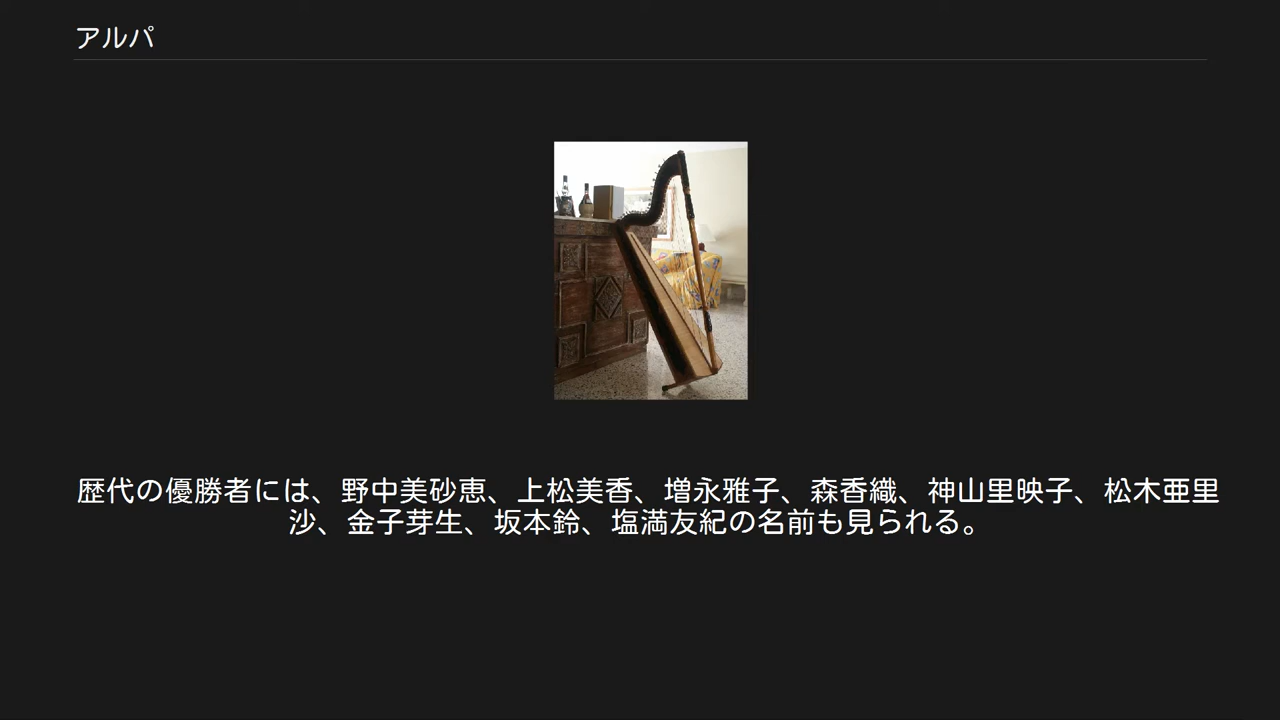 アルパ
歴代の優勝者には、野中美砂恵、上松美香、増永雅子、森香織、神山里映子、松木亜里
沙、金子芽生、坂本鈴、塩満友紀の名前も見られる。